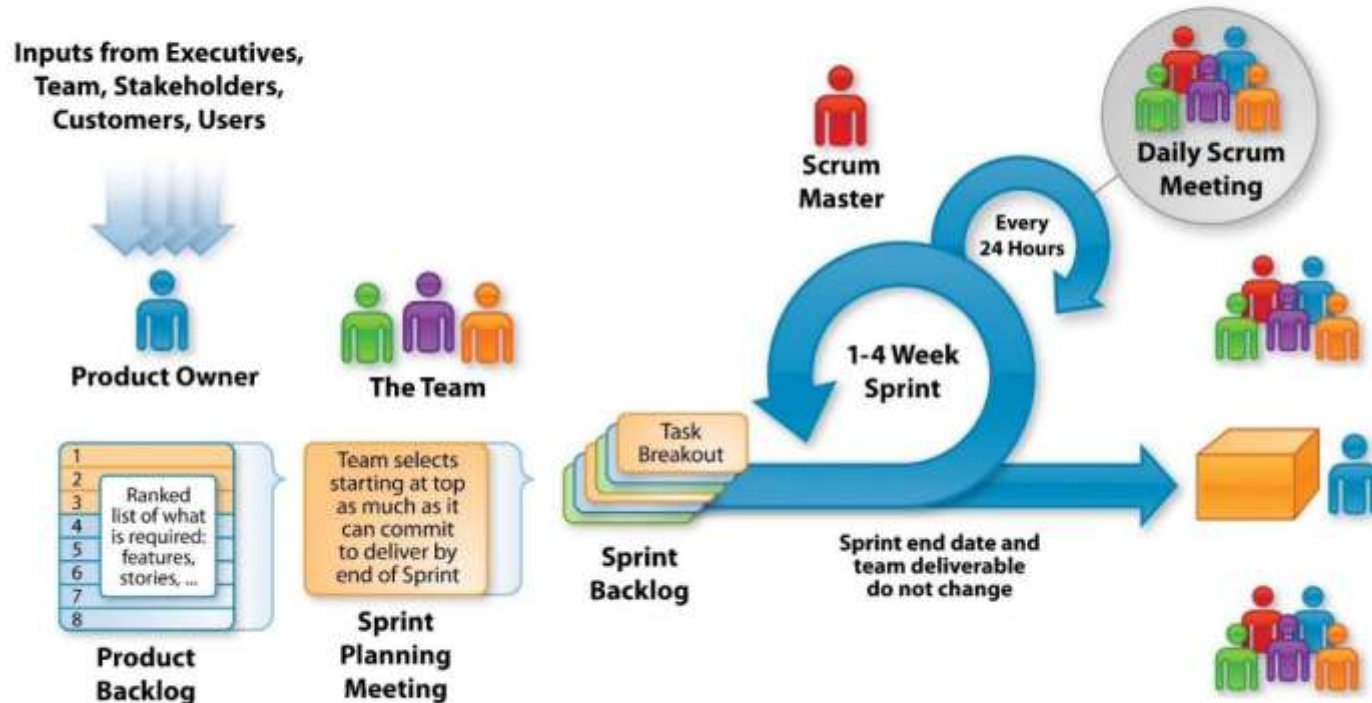 Inputs from Executives,
Team, Stakeholders,
Customers, Users
Product Owner
The Team
Scrum
Master
Every
24 Hours
Daily Scrum
Meeting
1-4 Week
Sprint
1
2
3
4
5
6
7
8
Ranked
list of what
is required:
features,
stories, ...
Product
Backlog
Team selects
starting at top
as much as it
can commit
to deliver by
end of Sprint
Sprint
Planning
Meeting
Task
Breakout
Sprint
Backlog
Sprint end date and
team deliverable
do not change